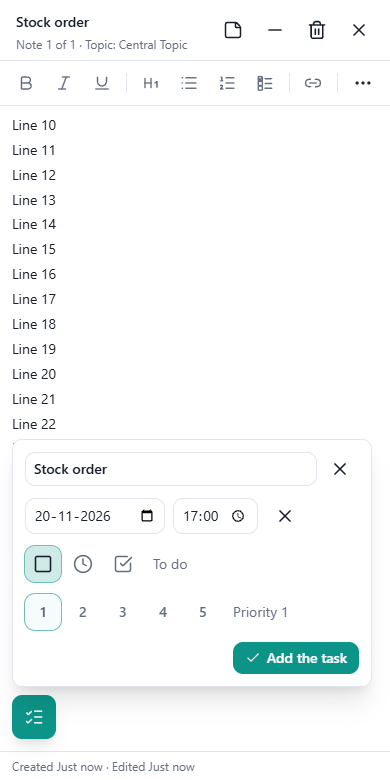 Stock order
Note 1 of 1 · Topic: Central Topic
B I U H1
Line 10
Line 11
Line 12
Line 13
Line 14
Line 15
Line 16
Line 17
Line 18
Line 19
Line 20
Line 21
Line 22
Stock order
20-11-2026 17:00
To do
1 2 3 4 5 Priority 1
Add the task
Created Just now · Edited Just now